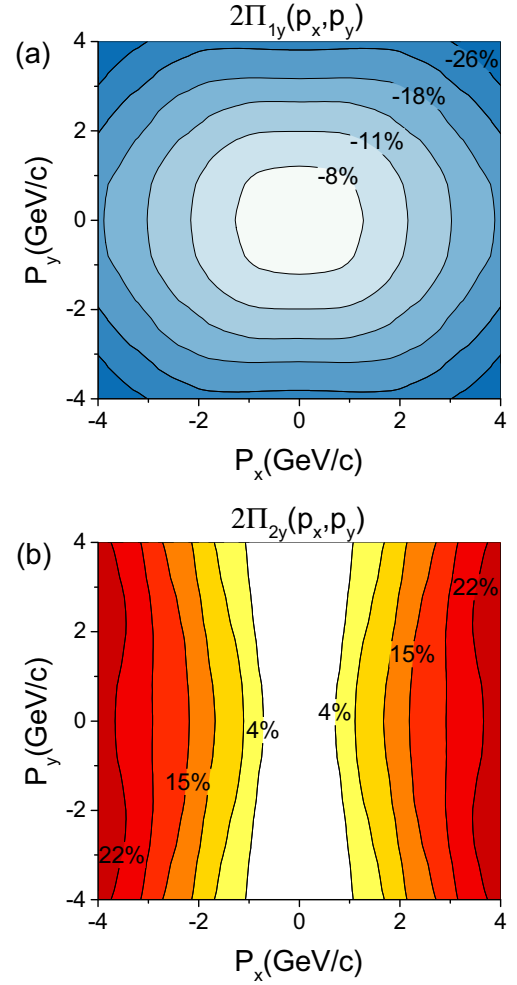 2Π1y(px,py)
(a)
4
-26%
-18%
2
-11%
-8%
0
-2
-4
Py(GeV/c)
-4 -2 0 2 4
Px(GeV/c)
2Π2y(px,py)
(b)
4
22%
2
15%
0
4% 4%
15%
-2
22%
-4
Py(GeV/c)
-4 -2 0 2 4
Px(GeV/c)